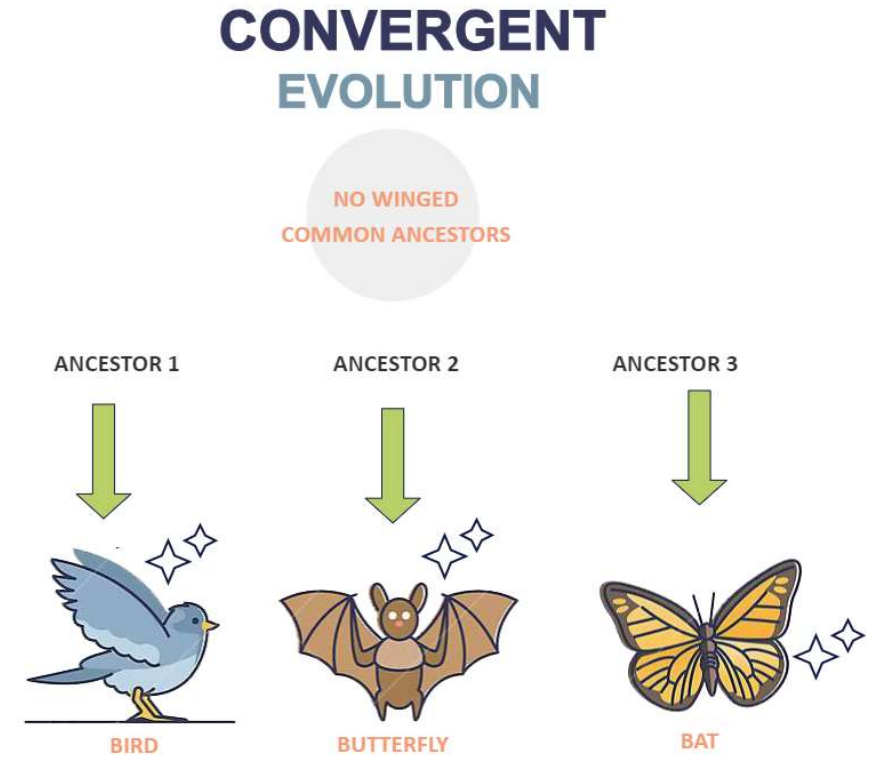 CONVERGENT
EVOLUTION
NO WINGED
COMMON ANCESTORS
ANCESTOR 1
ANCESTOR 2
ANCESTOR 3
BIRD
BUTTERFLY
BAT